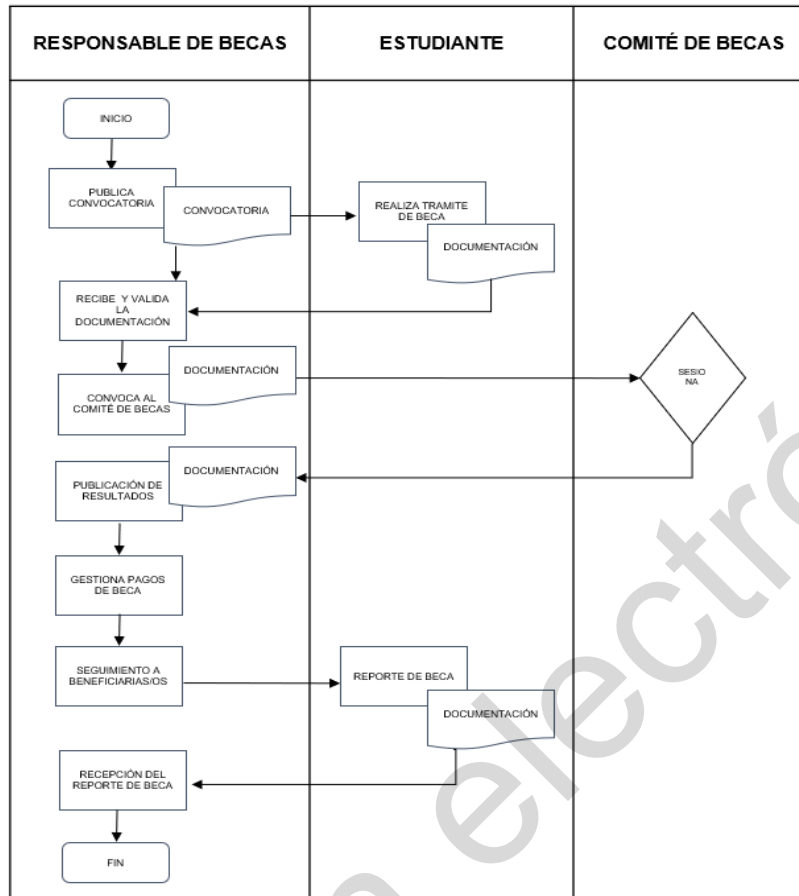 RESPONSABLE DE BECAS
ESTUDIANTE
COMITÉ DE BECAS
INICIO
PUBLICA
CONVOCATORIA
CONVOCATORIA
REALIZA TRAMITE
DE BECA
DOCUMENTACIÓN
RECIBE Y VALIDA
LA
DOCUMENTACIÓN
CONVOCA AL
COMITÉ DE BECAS
DOCUMENTACIÓN
SESIO
NA
PUBLICACIÓN DE
RESULTADOS
DOCUMENTACIÓN
GESTIONA PAGOS
DE BECA
SEGUIMIENTO A
BENEFICIARIAS/OS
REPORTE DE BECA
DOCUMENTACIÓN
RECEPCIÓN DEL
REPORTE DE BECA
FIN